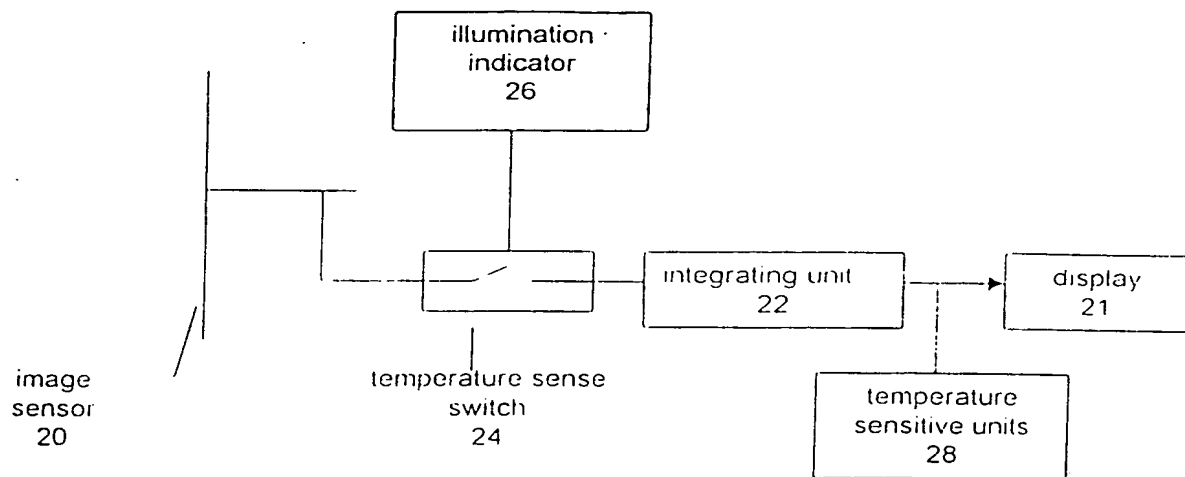 illumination
indicator
26
integrating unit
22
display
21
image
sensor
20
temperature sense
switch
24
temperature
sensitive units
28